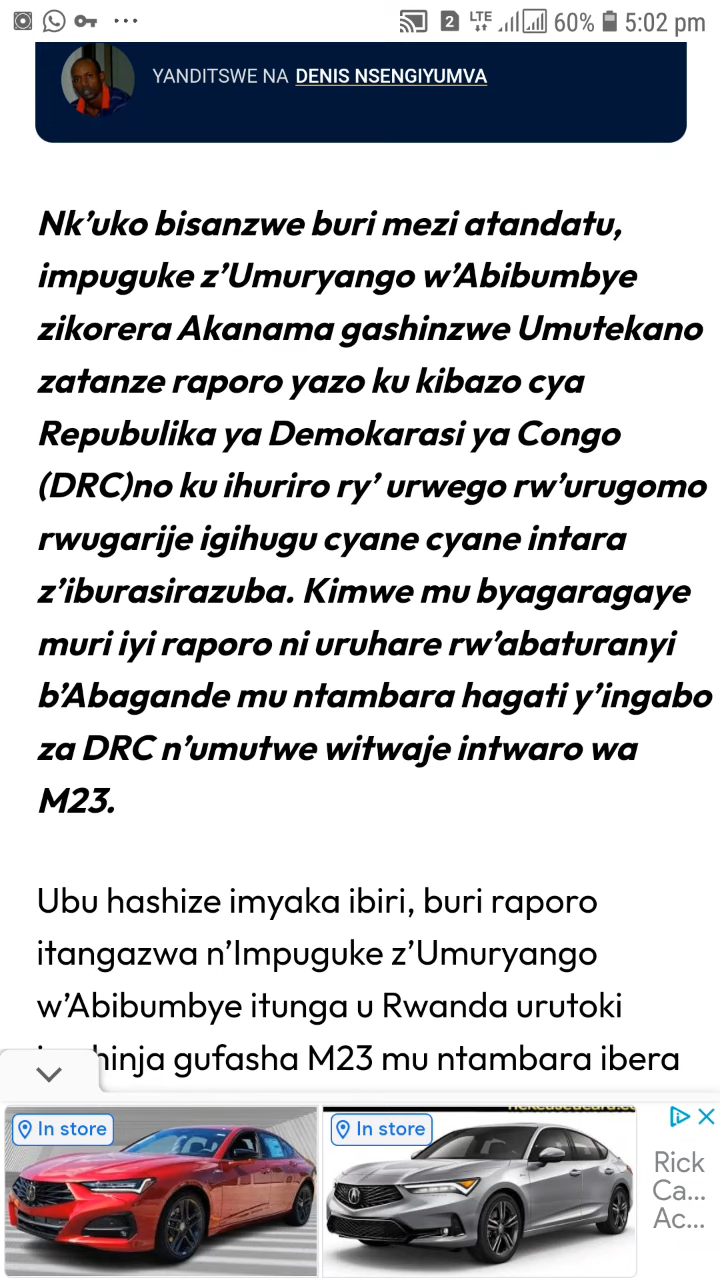 LTE 60% 5:02 pm
YANDITSWE NA DENIS NSENGIYUMVA
Nk’uko bisanzwe buri mezi atandatu,
impuguke z’Umuryango w’Abibumbye
zikorera Akanama gashinzwe Umutekano
zatanze raporo yazo ku kibazo cya
Repubulika ya Demokarasi ya Congo
(DRC)no ku ihuriro ry’ urwego rw’urugomo
rwugarije igihugu cyane cyane intara
z’iburasirazuba. Kimwe mu byagaragaye
muri iyi raporo ni uruhare rw’abaturanyi
b’Abagande mu ntambara hagati y’ingabo
za DRC n’umutwe witwaje intwaro wa
M23.
Ubu hashize imyaka ibiri, buri raporo
itangazwa n’Impuguke z’Umuryango
w’Abibumbye itunga u Rwanda urutoki
gufasha M23 mu ntambara ibera
In store
In store
Rick
Ca...
Ac...